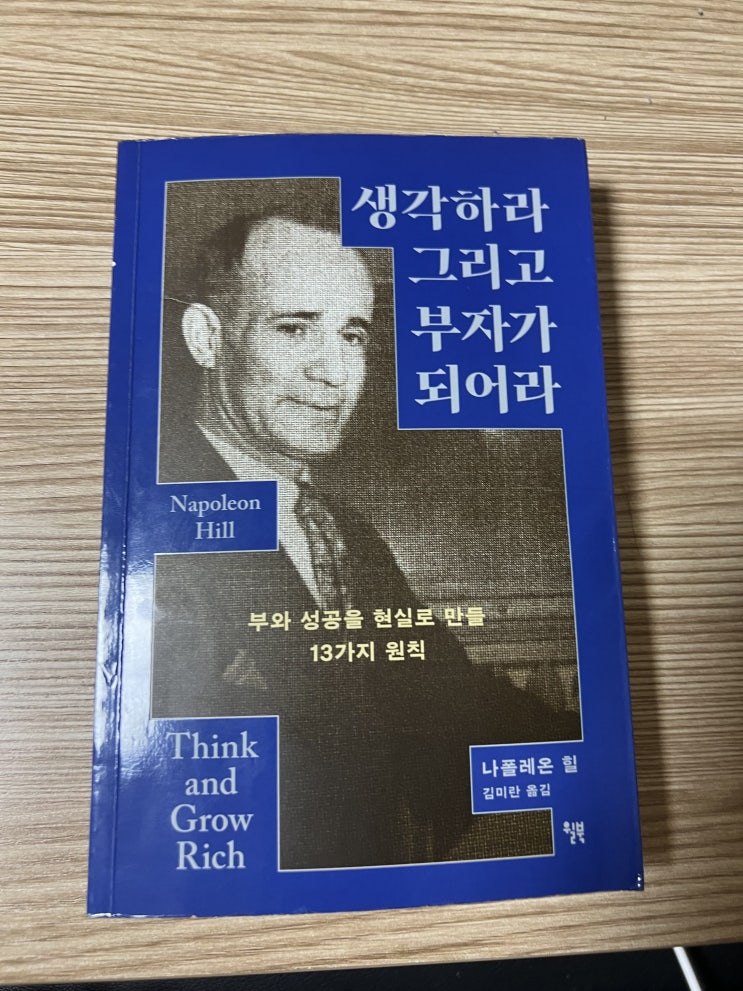 생각하라
그리고
부자가
되어라
Napoleon
Hill
부와 성공을 현실로 만들
13가지 원칙
Think
and
Grow
Rich
나폴레온 힐
김미란 옮김
윌북